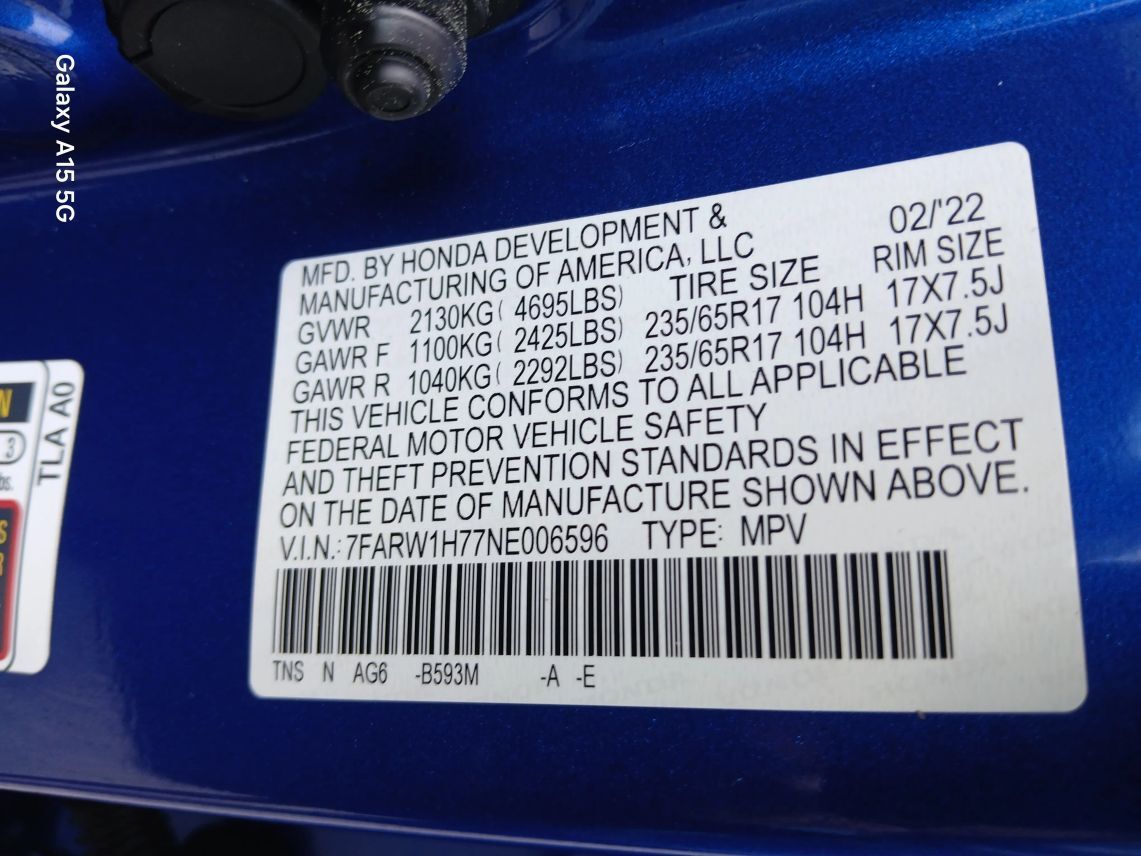 Galaxy A15 5G
N
3
bs.
TLA A0
S
R
MFD. BY HONDA DEVELOPMENT & 02/'22
MANUFACTURING OF AMERICA, LLC
GVWR 2130KG( 4695LBS) TIRE SIZE RIM SIZE
GAWR F 1100KG( 2425LBS) 235/65R17 104H 17X7.5J
GAWR R 1040KG( 2292LBS) 235/65R17 104H 17X7.5J
THIS VEHICLE CONFORMS TO ALL APPLICABLE
FEDERAL MOTOR VEHICLE SAFETY
AND THEFT PREVENTION STANDARDS IN EFFECT
ON THE DATE OF MANUFACTURE SHOWN ABOVE.
V.I.N.: 7FARW1H77NE006596 TYPE: MPV
TNS N AG6 -B593M -A -E